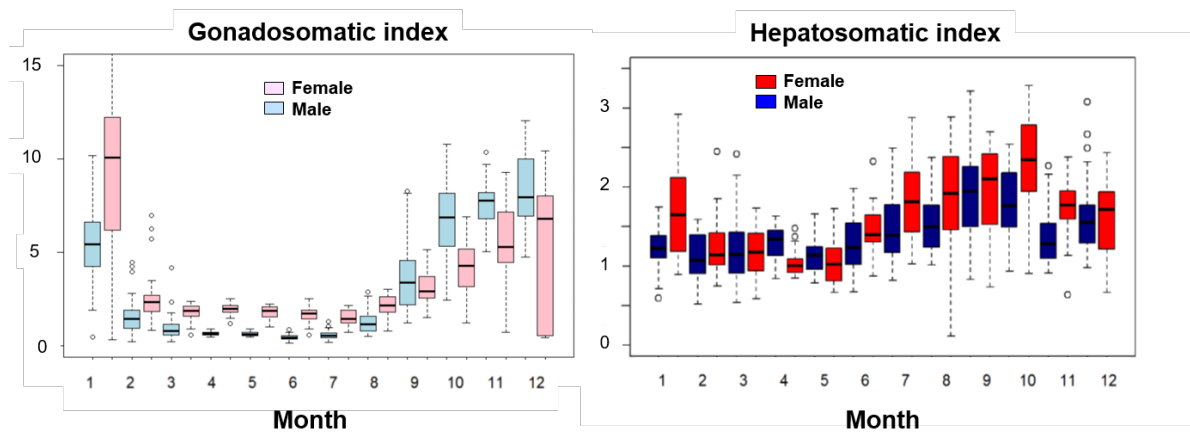 Gonadosomatic index
Female
Male
15
10
5
0
1 2 3 4 5 6 7 8 9 10 11 12
Month
Hepatosomatic index
Female
Male
3
2
1
0
1 2 3 4 5 6 7 8 9 10 11 12
Month